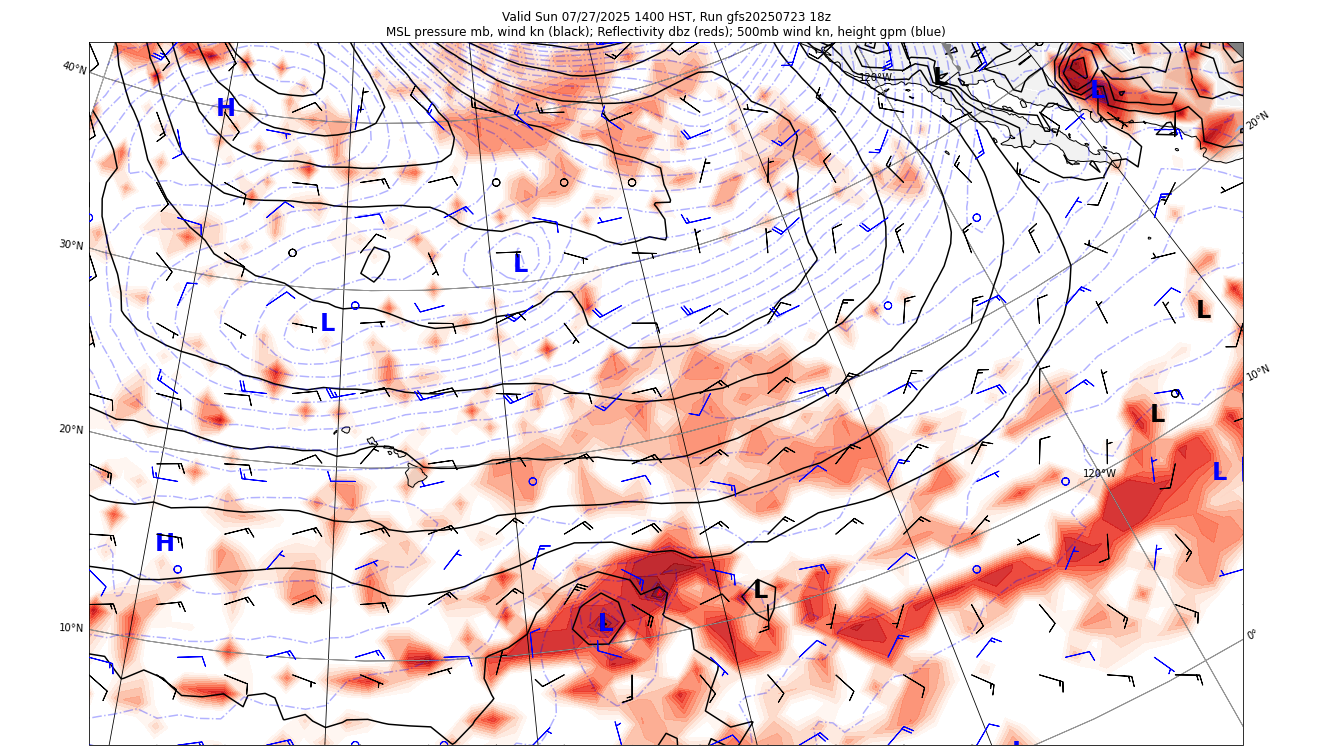 Valid Sun 07/27/2025 1400 HST, Run gfs20250723 18z
MSL pressure mb, wind kn (black); Reflectivity dbz (reds); 500mb wind kn, height gpm (blue)
40°N
120°W
L
L
H
20°N
30°N
L
L
L
10°N
20°N
L
120°W
L
H
L
L
10°N
0°